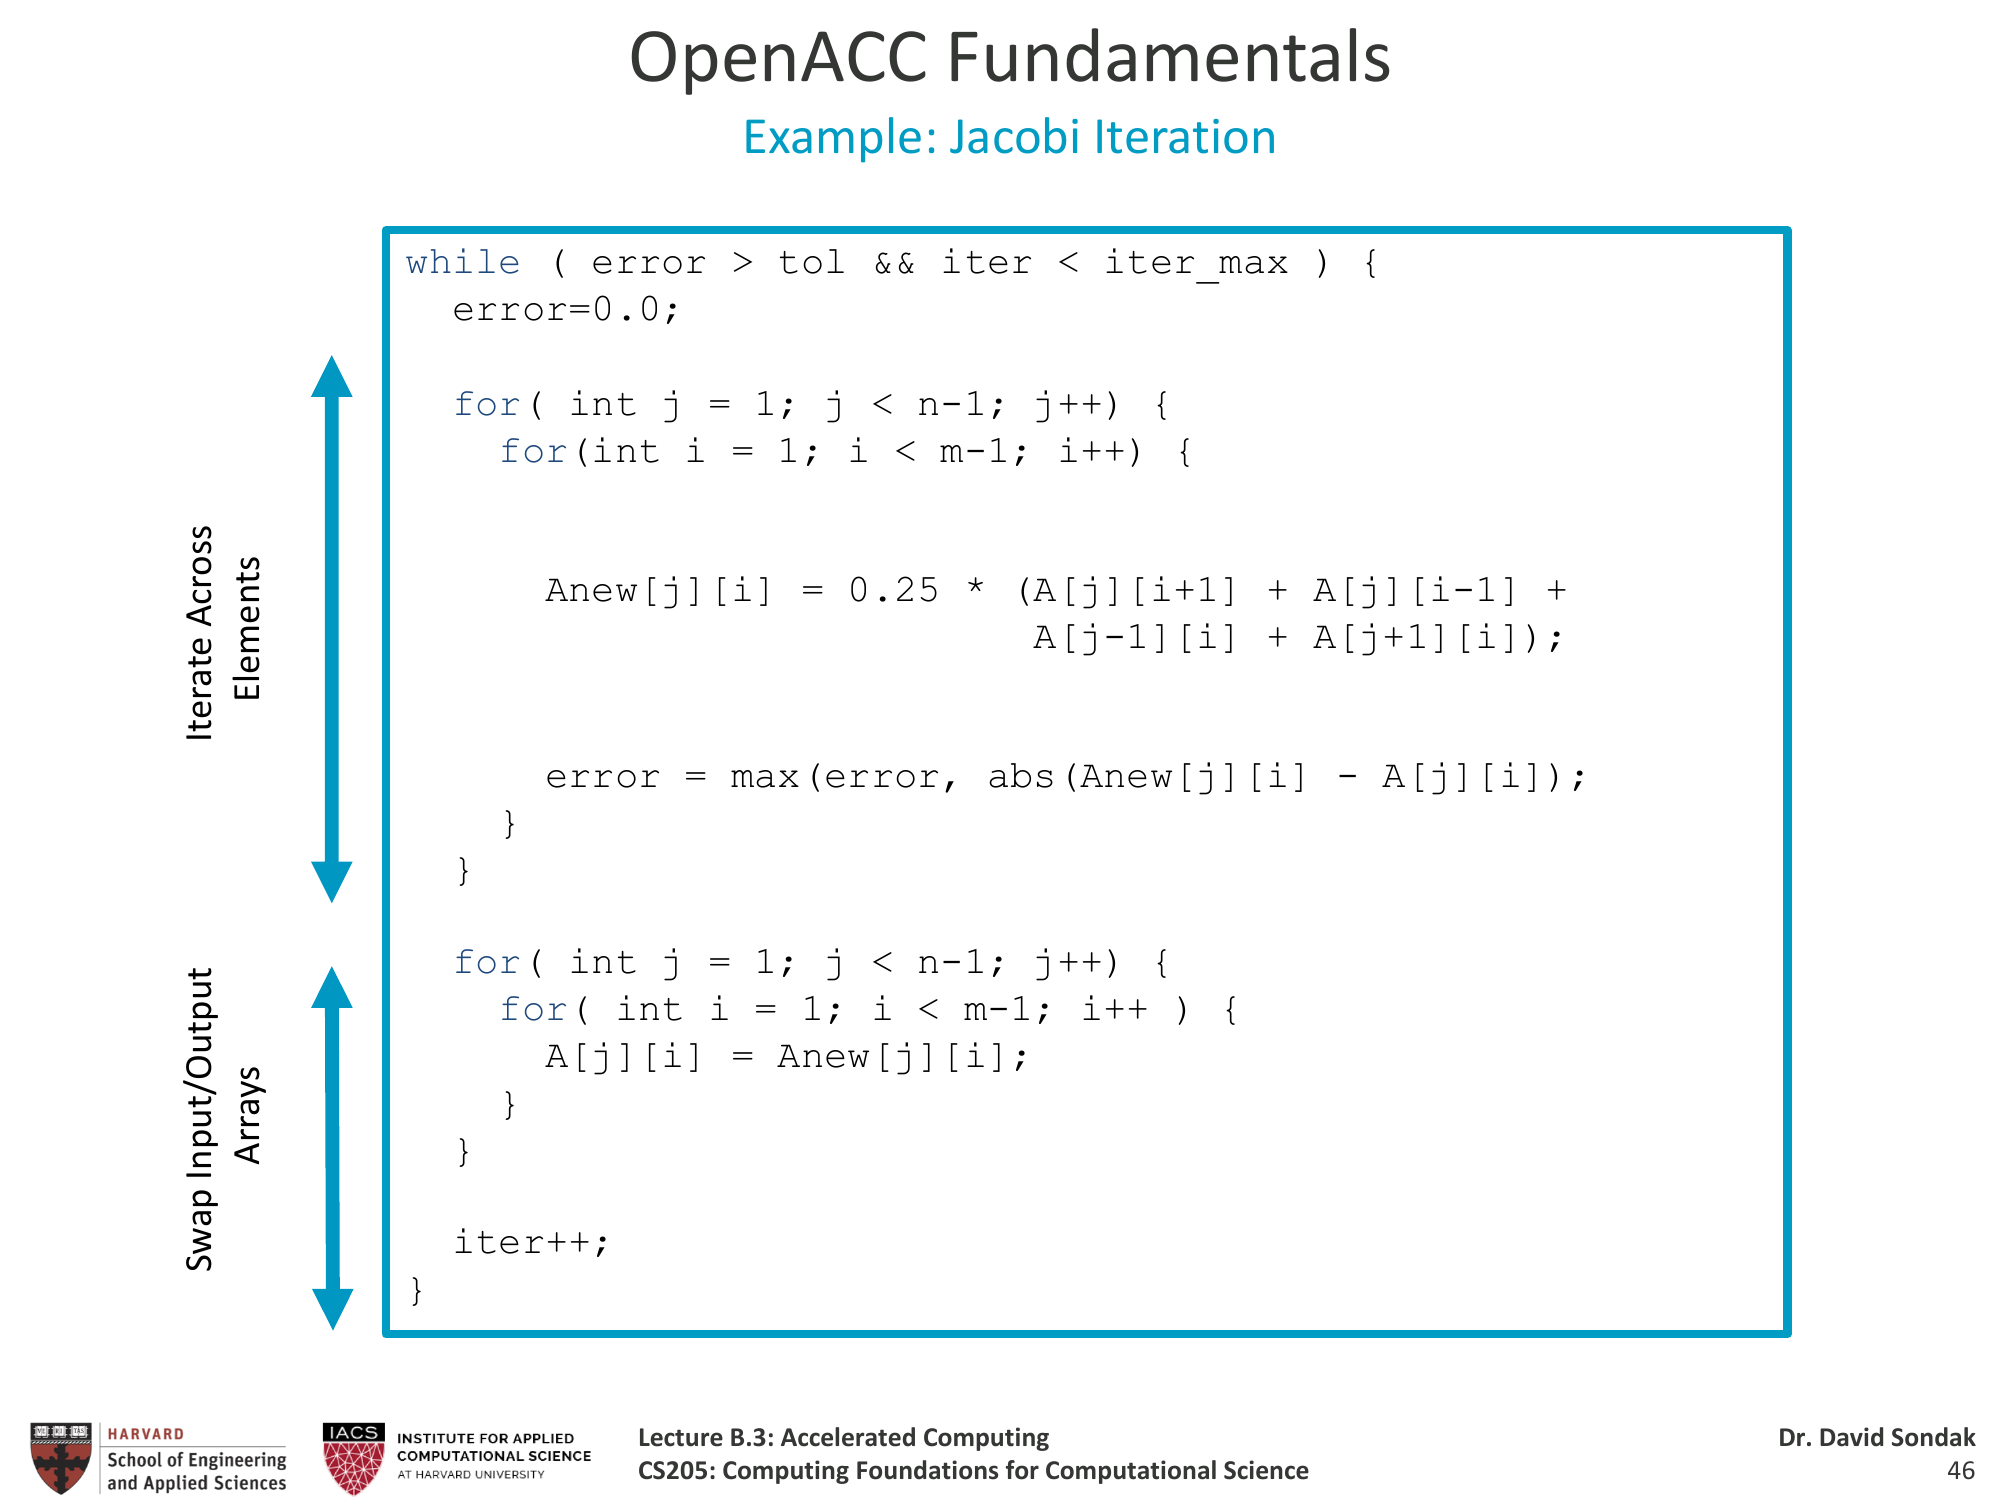 OpenACC Fundamentals
Example: Jacobi Iteration
while ( error > tol && iter < iter_max ) {
error=0.0;
for( int j = 1; j < n-1; j++) {
for(int i = 1; i < m-1; i++) {
Anew[j][i] = 0.25 * (A[j][i+1] + A[j][i-1] +
A[j-1][i] + A[j+1][i]);
error = max(error, abs(Anew[j][i] - A[j][i]);
}
}
for( int j = 1; j < n-1; j++) {
for( int i = 1; i < m-1; i++ ) {
A[j][i] = Anew[j][i];
}
}
iter++;
}
Iterate Across
Elements
Swap Input/Output
Arrays
HARVARD
School of Engineering
and Applied Sciences
IACS
INSTITUTE FOR APPLIED
COMPUTATIONAL SCIENCE
AT HARVARD UNIVERSITY
Lecture B.3: Accelerated Computing
CS205: Computing Foundations for Computational Science
Dr. David Sondak
46